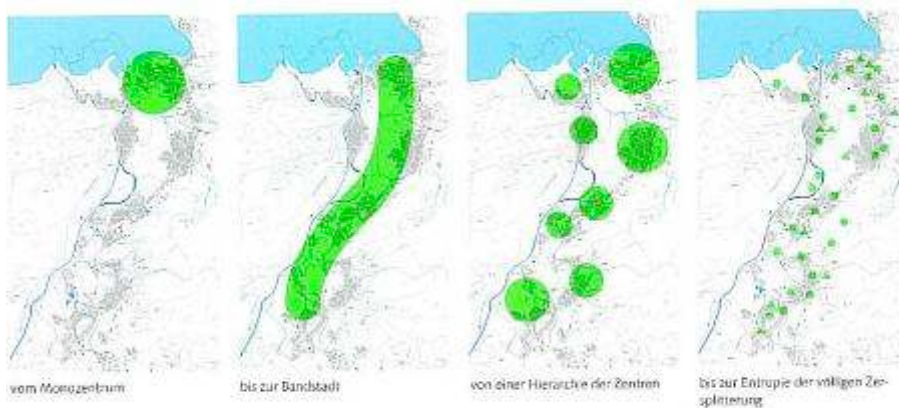 vom Monozentrum
bis zur Bandstadt
von einer Hierarchie der Zentren
bis zur Entropie der völligen Zer-
splitterung